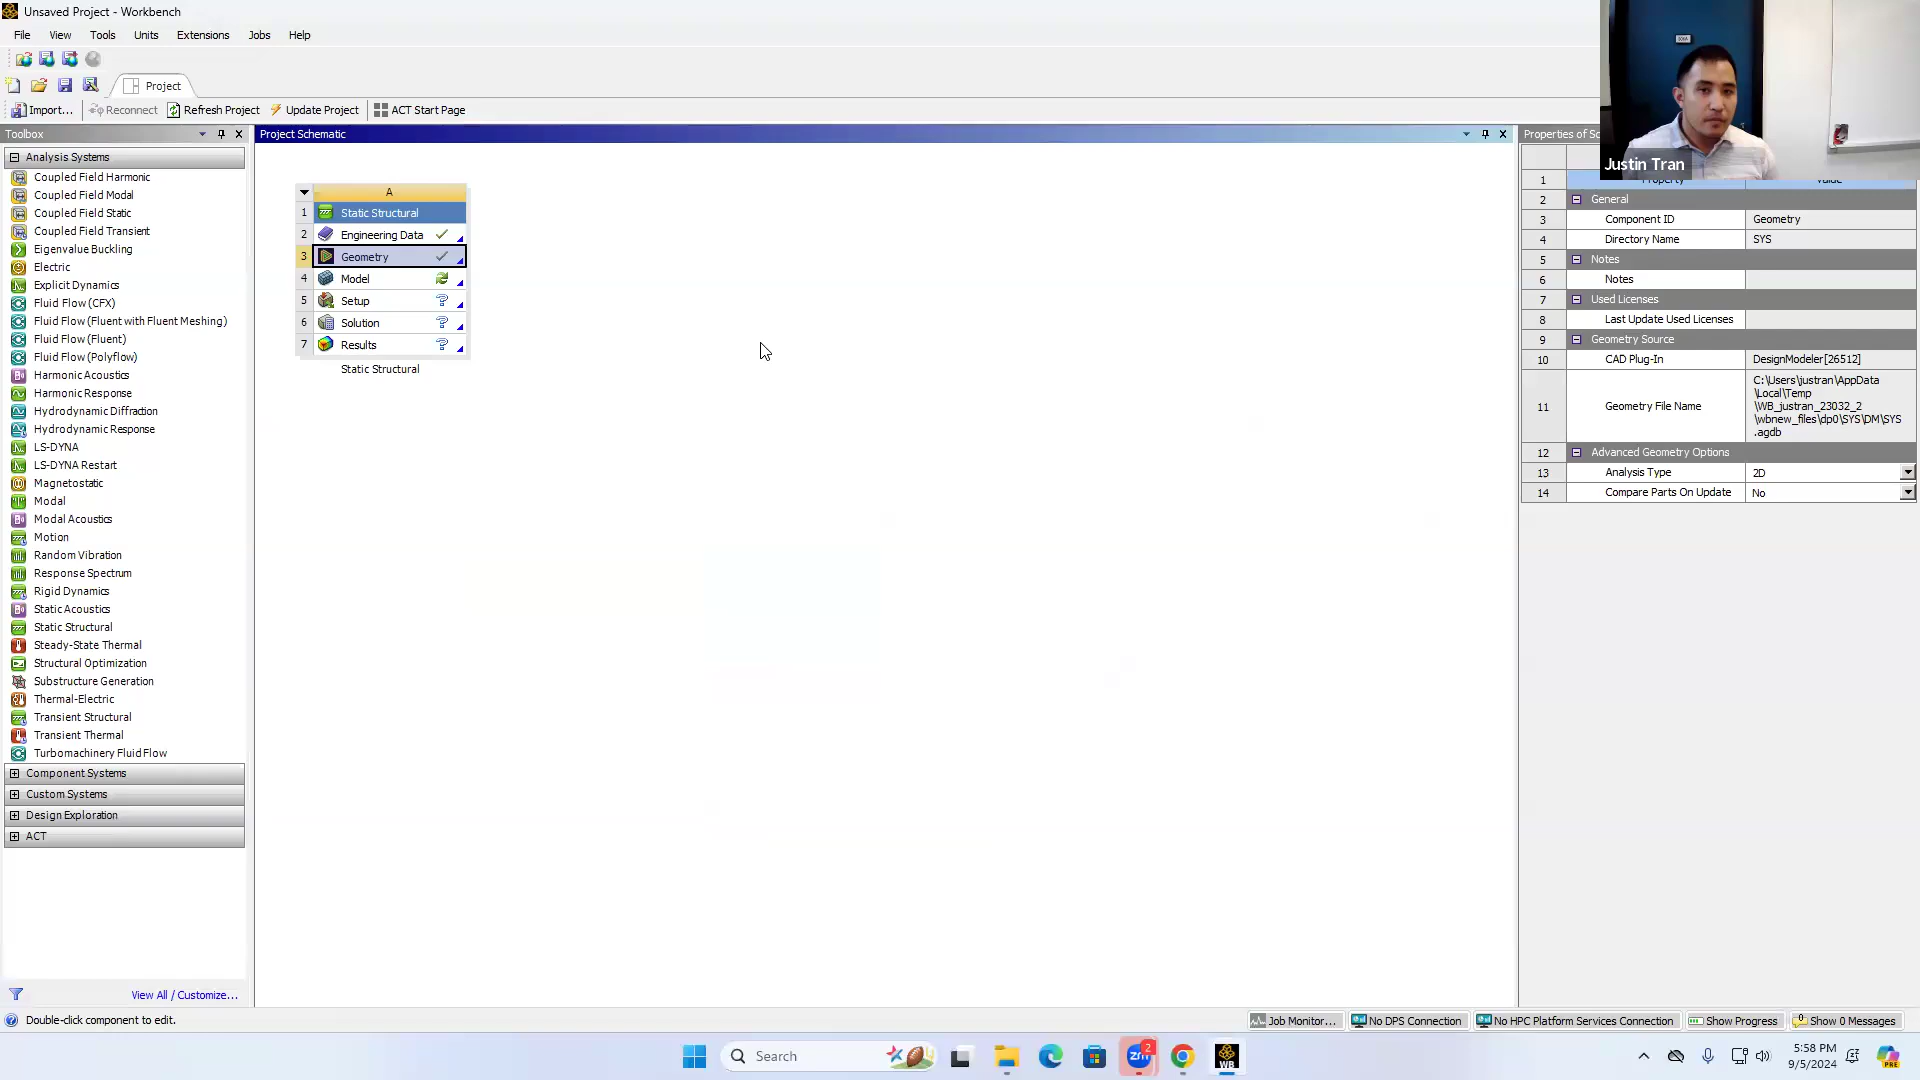 Unsaved Project - Workbench
File View Tools Units Extensions Jobs Help
Project
Import... Reconnect Refresh Project Update Project ACT Start Page
Toolbox
Analysis Systems
Coupled Field Harmonic
Coupled Field Modal
Coupled Field Static
Coupled Field Transient
Eigenvalue Buckling
Electric
Explicit Dynamics
Fluid Flow (CFX)
Fluid Flow (Fluent with Fluent Meshing)
Fluid Flow (Fluent)
Fluid Flow (Polyflow)
Harmonic Acoustics
Harmonic Response
Hydrodynamic Diffraction
Hydrodynamic Response
LS-DYNA
LS-DYNA Restart
Magnetostatic
Modal
Modal Acoustics
Motion
Random Vibration
Response Spectrum
Rigid Dynamics
Static Acoustics
Static Structural
Steady-State Thermal
Structural Optimization
Substructure Generation
Thermal-Electric
Transient Structural
Transient Thermal
Turbomachinery Fluid Flow
Component Systems
Custom Systems
Design Exploration
ACT
View All / Customize...
Project Schematic
A
1 Static Structural
2 Engineering Data
3 Geometry
4 Model
5 Setup ?
6 Solution ?
7 Results ?
Static Structural
Properties of
Justin Tran
1 Property Value
2 General
3 Component ID Geometry
4 Directory Name SYS
5 Notes
6 Notes
7 Used Licenses
8 Last Update Used Licenses
9 Geometry Source
10 CAD Plug-In DesignModeler[26512]
11 Geometry File Name C:\Users\justran\AppData
\Local\Temp
\WB_justran_23032_2
\wbnew_files\dp0\SYS\DM\SYS
.agdb
12 Advanced Geometry Options
13 Analysis Type 2D
14 Compare Parts On Update No
Double-click component to edit.
Job Monitor... No DPS Connection No HPC Platform Services Connection Show Progress Show 0 Messages
Search
zm 2
WB
PRE
5:58 PM
9/5/2024